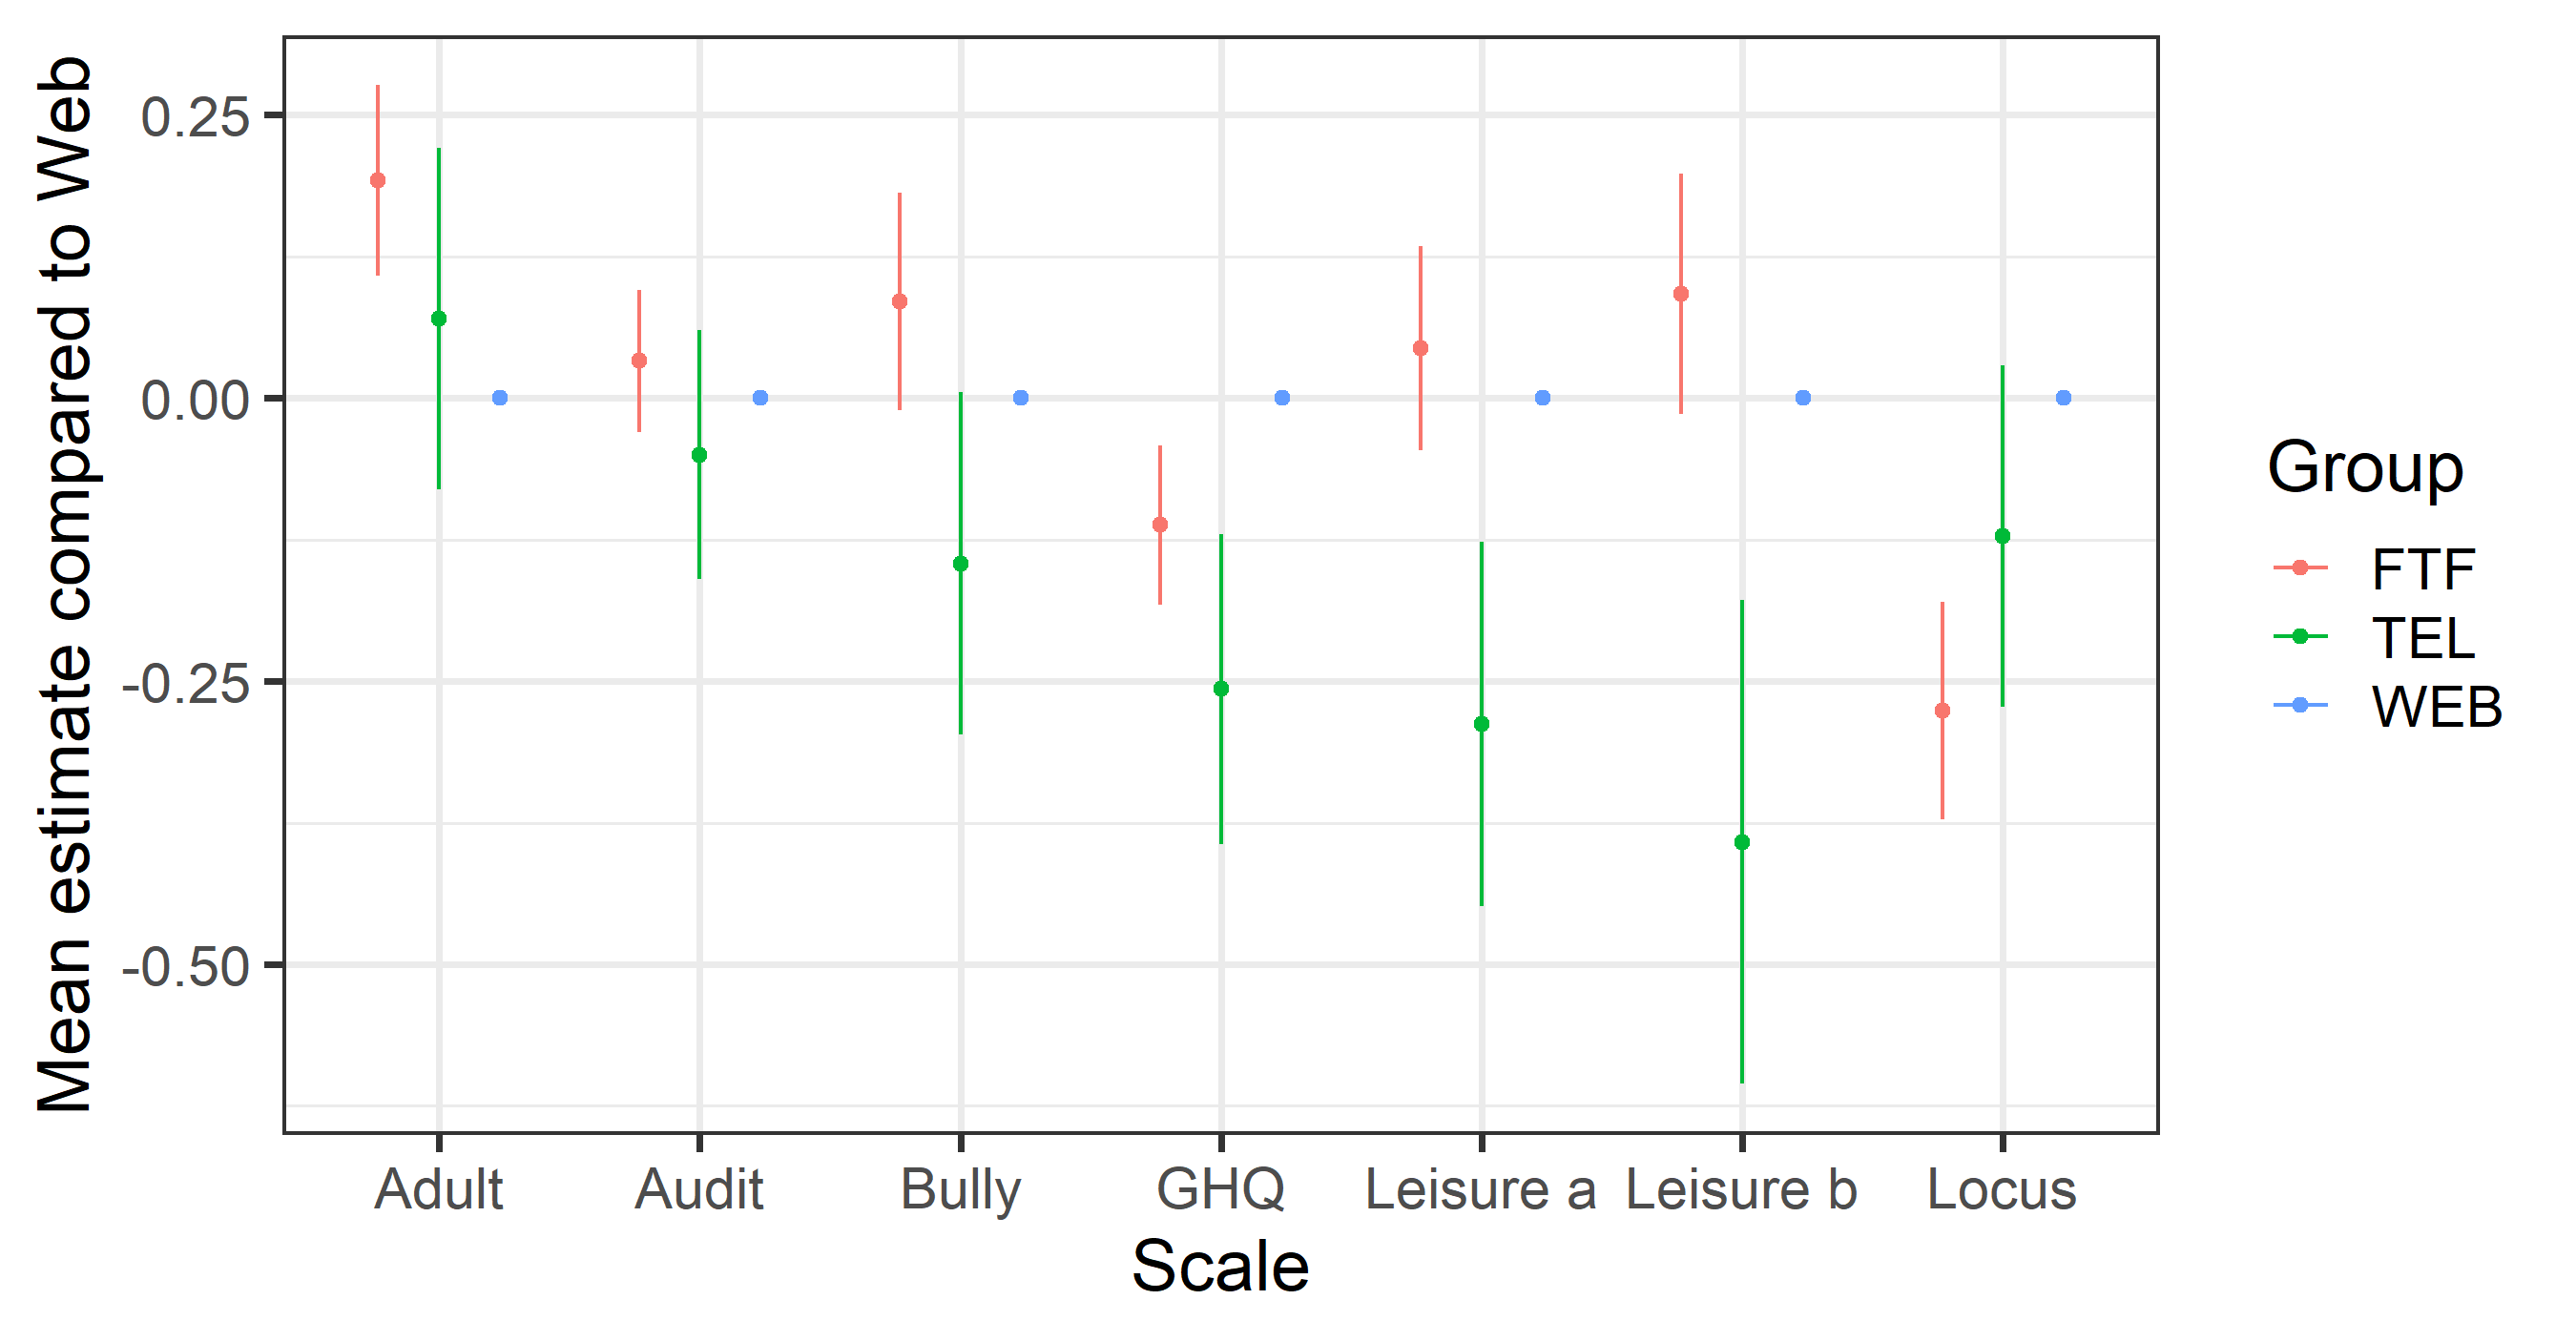 Mean estimate compared to Web
0.25
0.00
-0.25
-0.50
Adult
Audit
Bully
GHQ
Leisure a
Leisure b
Locus
Scale
Group
FTF
TEL
WEB